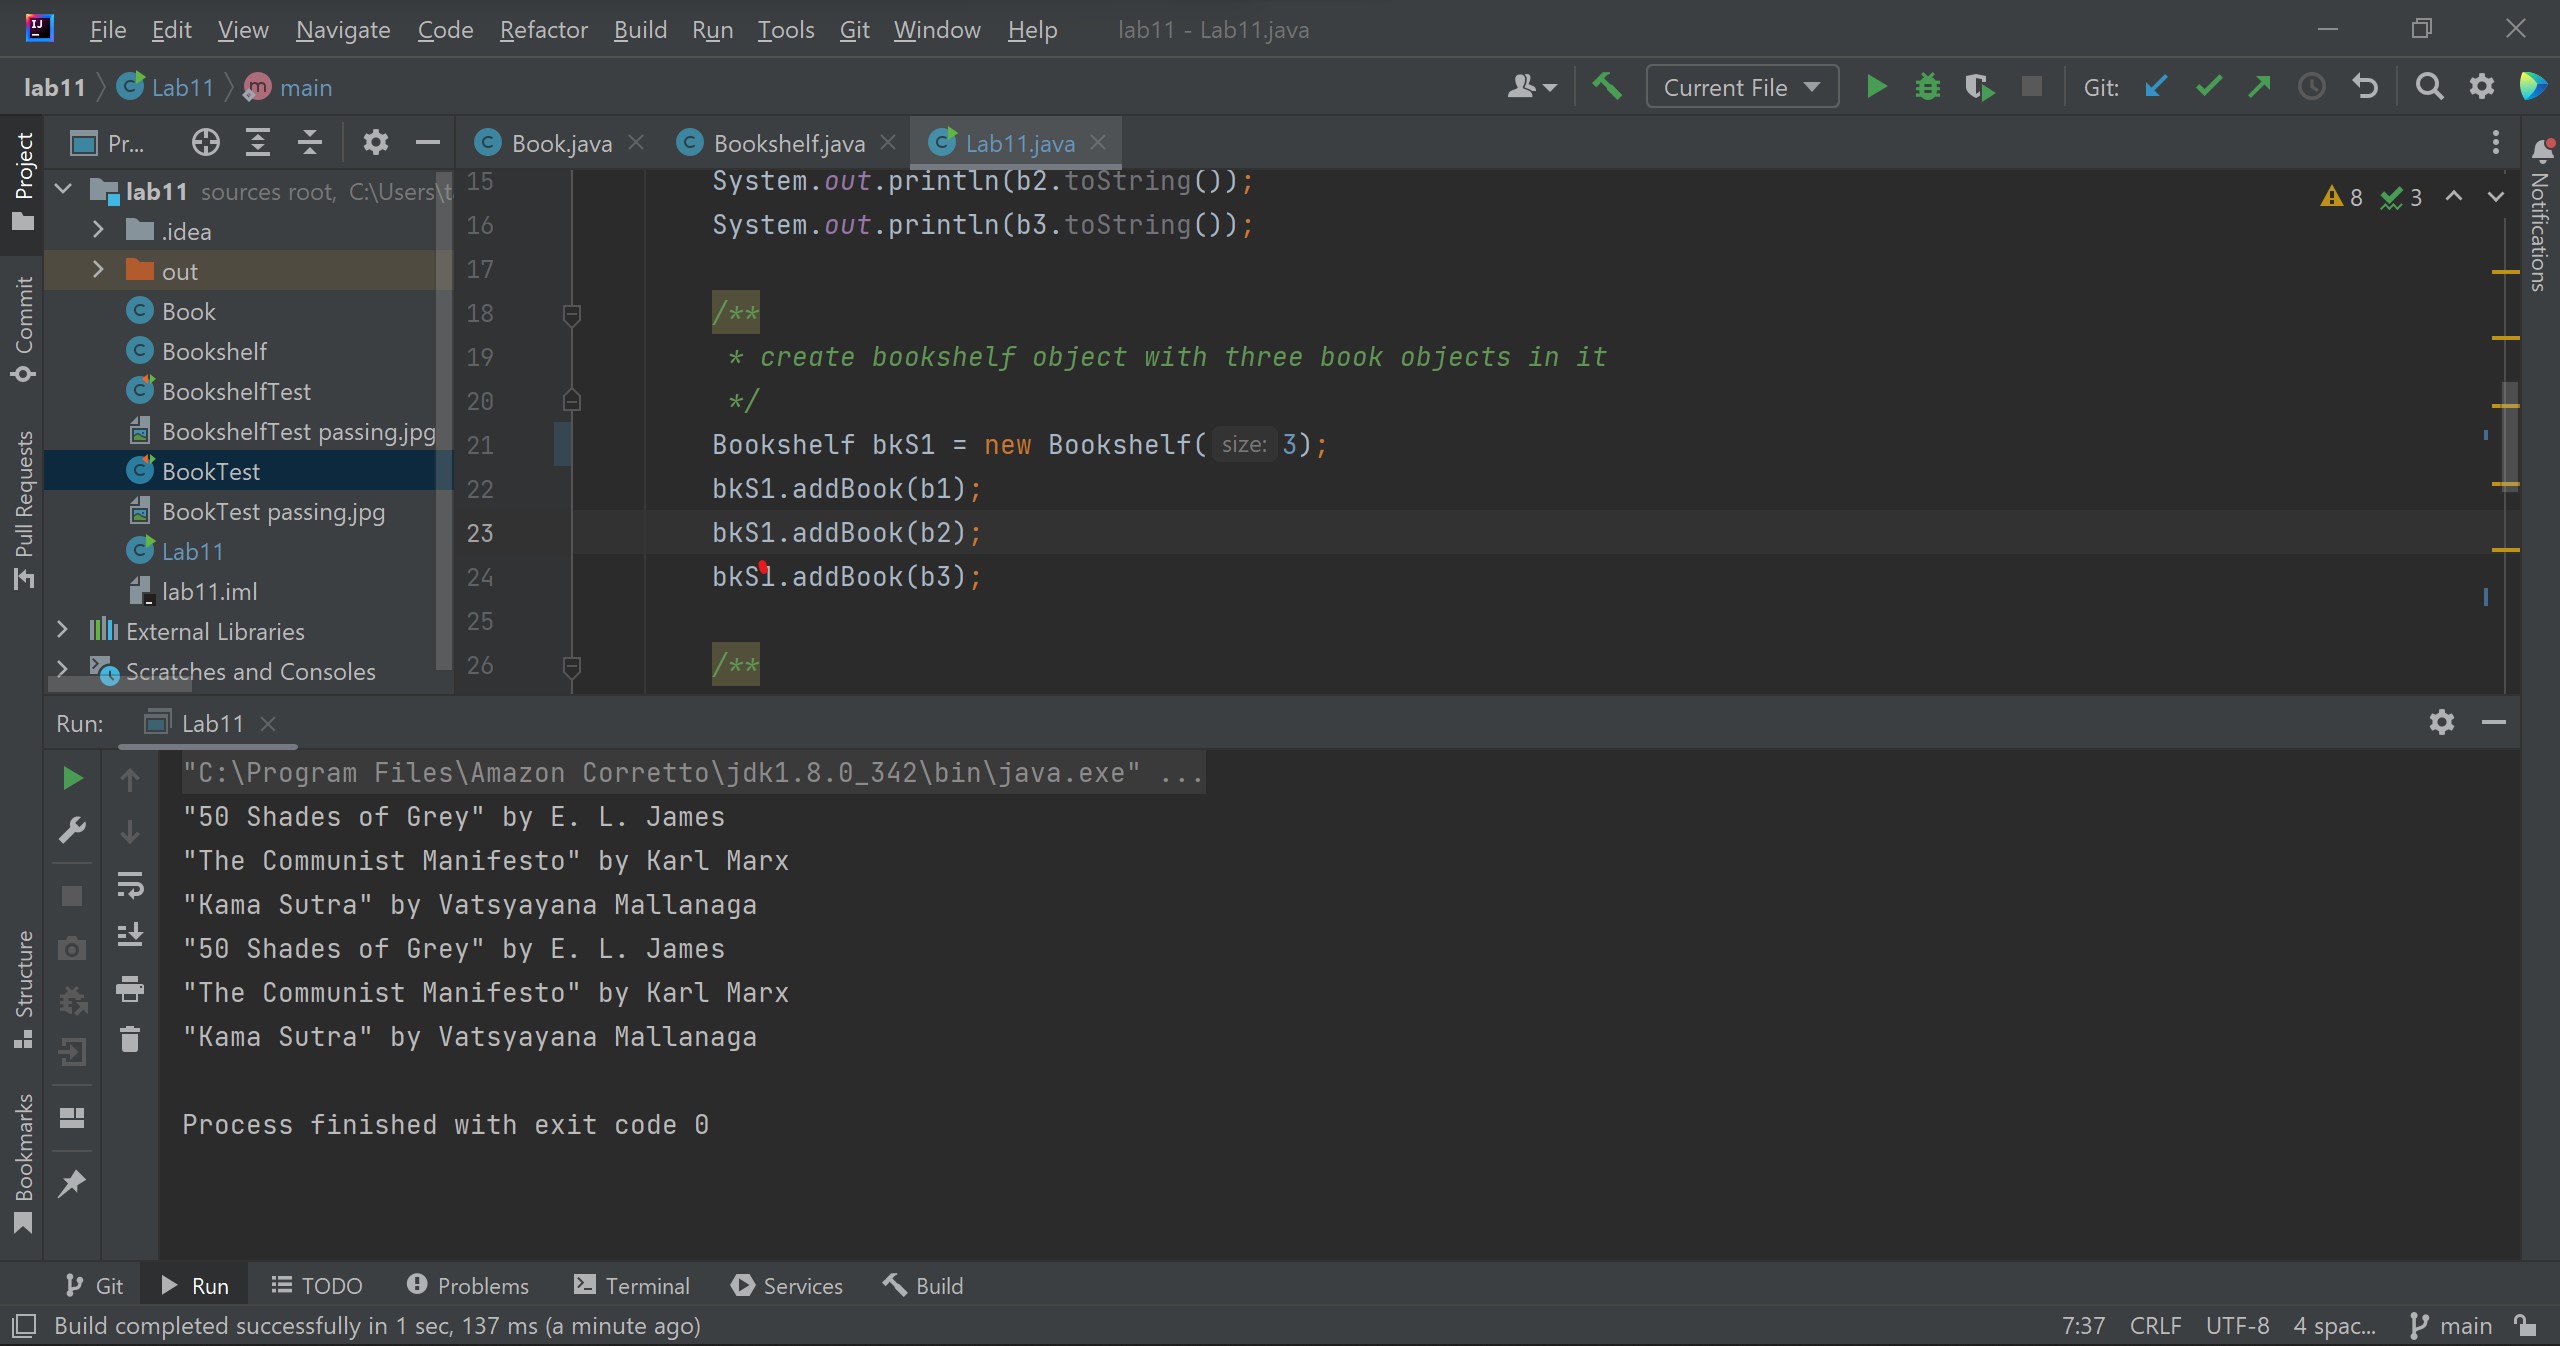 File Edit View Navigate Code Refactor Build Run Tools Git Window Help lab11 - Lab11.java
lab11 Lab11 main Current File Git:
Project
Commit
Pull Requests
Structure
Bookmarks
Notifications
Pr...
lab11 sources root, C:\Users\t
.idea
out
Book
Bookshelf
BookshelfTest
BookshelfTest passing.jpg
BookTest
BookTest passing.jpg
Lab11
lab11.iml
External Libraries
Scratches and Consoles
Book.java Bookshelf.java Lab11.java
8 3
15 System.out.println(b2.toString());
16 System.out.println(b3.toString());
17
18 /**
19 * create bookshelf object with three book objects in it
20 */
21 Bookshelf bkS1 = new Bookshelf( size: 3);
22 bkS1.addBook(b1);
23 bkS1.addBook(b2);
24 bkS1.addBook(b3);
25
26 /**
Run: Lab11
"C:\Program Files\Amazon Corretto\jdk1.8.0_342\bin\java.exe" ...
"50 Shades of Grey" by E. L. James
"The Communist Manifesto" by Karl Marx
"Kama Sutra" by Vatsyayana Mallanaga
"50 Shades of Grey" by E. L. James
"The Communist Manifesto" by Karl Marx
"Kama Sutra" by Vatsyayana Mallanaga
Process finished with exit code 0
Git Run TODO Problems Terminal Services Build
Build completed successfully in 1 sec, 137 ms (a minute ago) 7:37 CRLF UTF-8 4 spac... main